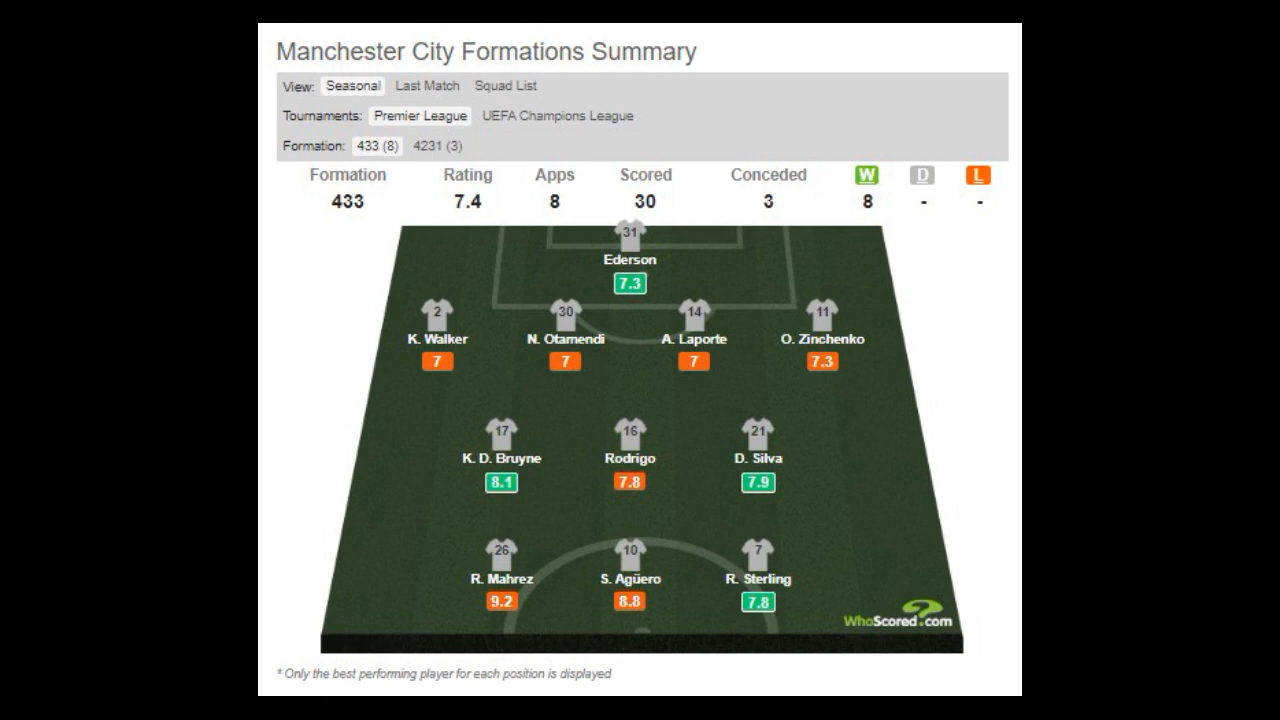 Manchester City Formations Summary
View: Seasonal Last Match Squad List
Tournaments: Premier League UEFA Champions League
Formation: 433 (8) 4231 (3)
Formation Rating Apps Scored Conceded W D L
433 7.4 8 30 3 8 - -
31
Ederson
7.3
2 30 14 11
K. Walker N. Otamendi A. Laporte O. Zinchenko
7 7 7 7.3
17 16 21
K. D. Bruyne Rodrigo D. Silva
8.1 7.8 7.9
26 10 7
R. Mahrez S. Agüero R. Sterling
9.2 8.8 7.8
WhoScored.com
* Only the best performing player for each position is displayed